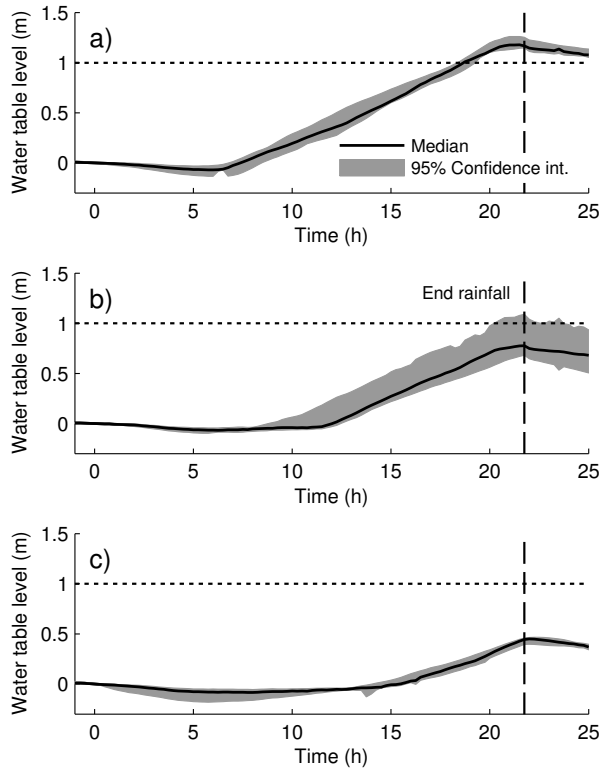 a)
1.5
1
0.5
0
Water table level (m)
Median
95% Confidence int.
0 5 10 15 20 25
Time (h)
b)
1.5
1
0.5
0
Water table level (m)
End rainfall
0 5 10 15 20 25
Time (h)
c)
1.5
1
0.5
0
Water table level (m)
0 5 10 15 20 25
Time (h)